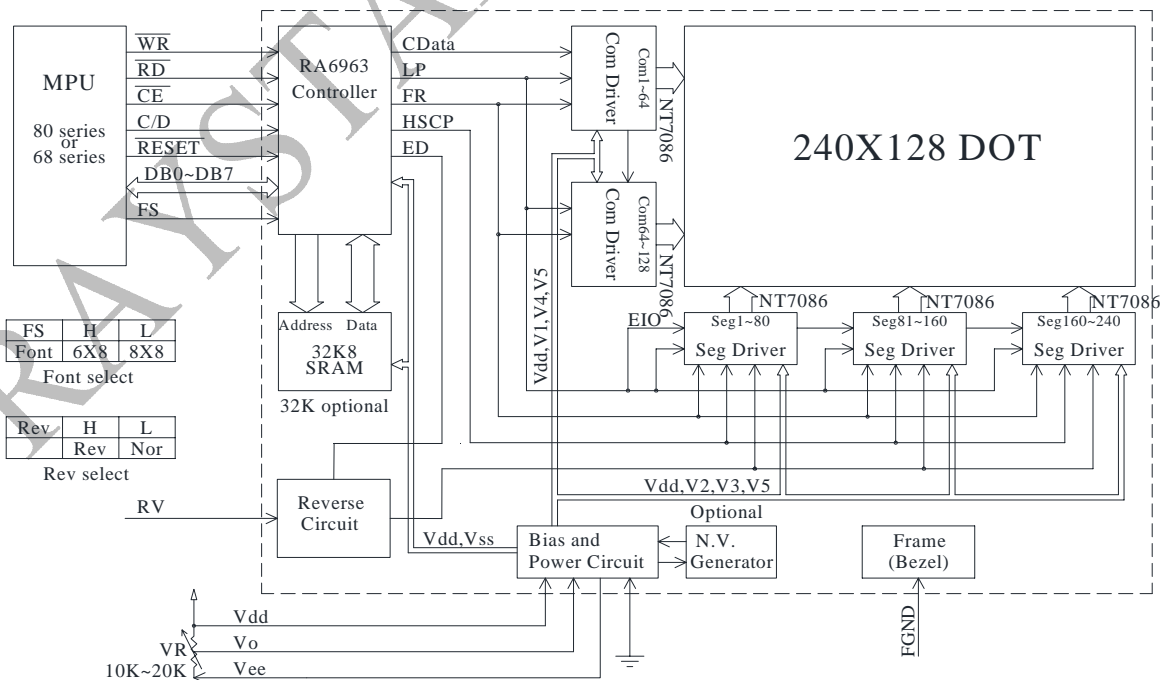 MPU
80 series
or
68 series
WR
RD
CE
C/D
RESET
DB0~DB7
FS
RA6963
Controller
CData
LP
FR
HSCP
ED
Com Driver
Com1~64
NT7086
Com Driver
Com64~128
NT7086
240X128 DOT
Vdd,V1,V4,V5
NT7086
NT7086
NT7086
EIO
Seg1~80
Seg Driver
Seg81~160
Seg Driver
Seg160~240
Seg Driver
Address Data
32K8
SRAM
32K optional
FS H L
Font 6X8 8X8
Font select
Rev H L
Rev Nor
Rev select
RV
Reverse
Circuit
Vdd,Vss
Vdd,V2,V3,V5
Optional
Bias and
Power Circuit
N.V.
Generator
Frame
(Bezel)
FGND
Vdd
VR
Vo
10K~20K
Vee
RAYSTA